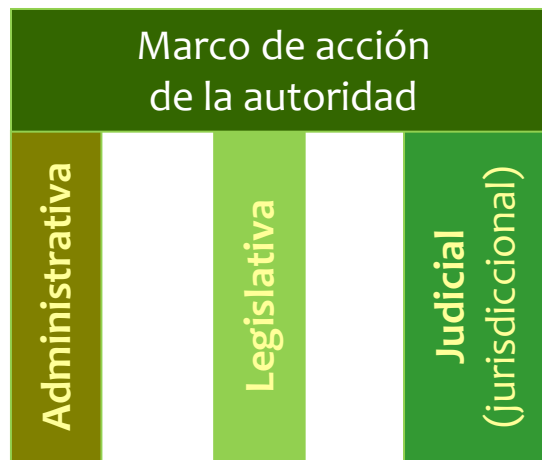 Marco de acción
de la autoridad
Administrativa
Legislativa
Judicial
(jurisdiccional)